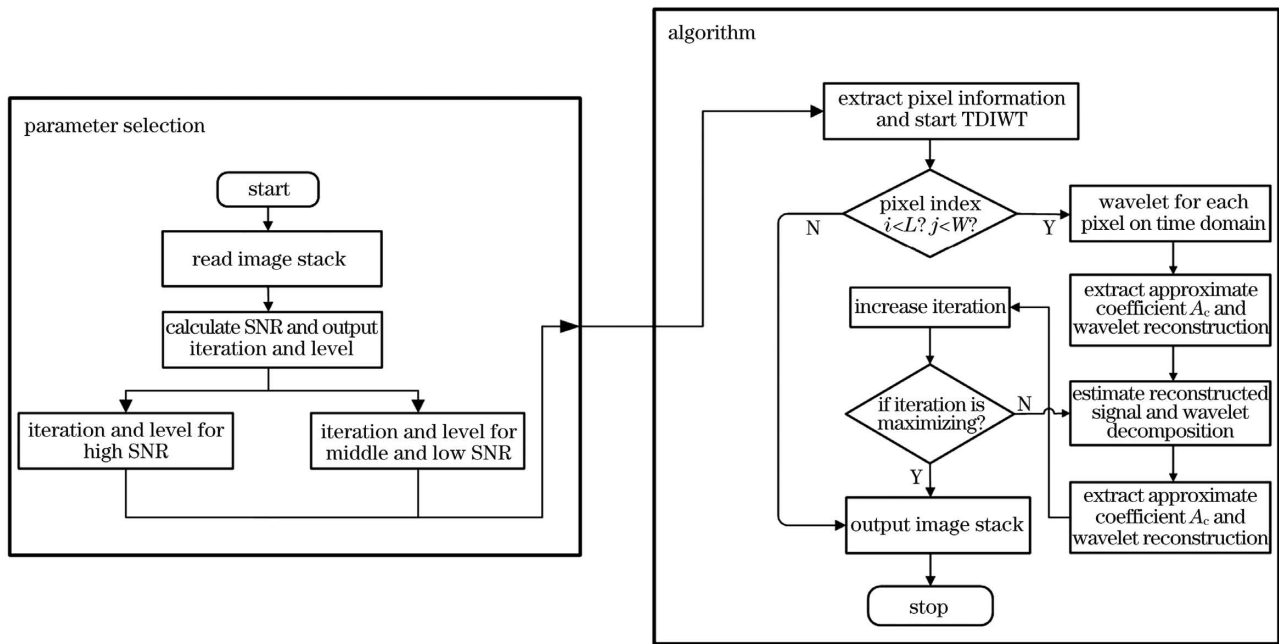 parameter selection
start
read image stack
calculate SNR and output
iteration and level
iteration and level for
high SNR
iteration and level for
middle and low SNR
algorithm
extract pixel information
and start TDIWT
pixel index
i<L? j<W?
N
Y
wavelet for each
pixel on time domain
extract approximate
coefficient Ac and
wavelet reconstruction
increase iteration
if iteration is
maximizing?
N
Y
estimate reconstructed
signal and wavelet
decomposition
extract approximate
coefficient Ac and
wavelet reconstruction
output image stack
stop